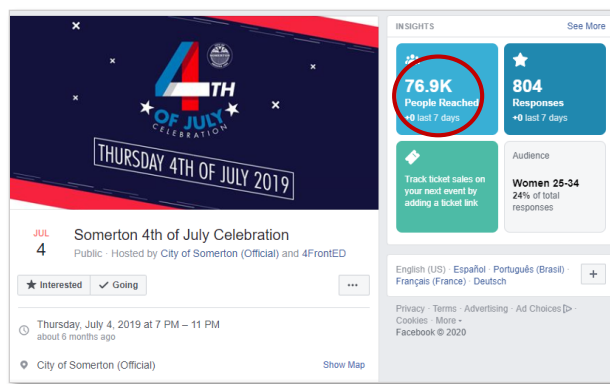 4TH
OF JULY
CELEBRATION
THURSDAY 4TH OF JULY 2019
JUL
4
Somerton 4th of July Celebration
Public · Hosted by City of Somerton (Official) and 4FrontED
Interested
Going
...
Thursday, July 4, 2019 at 7 PM – 11 PM
about 6 months ago
City of Somerton (Official)
Show Map
INSIGHTS
See More
76.9K
People Reached
+0 last 7 days
804
Responses
+0 last 7 days
Track ticket sales on
your next event by
adding a ticket link
Audience
Women 25-34
24% of total
responses
English (US) · Español · Português (Brasil) ·
Français (France) · Deutsch
+
Privacy · Terms · Advertising · Ad Choices ·
Cookies · More
Facebook © 2020